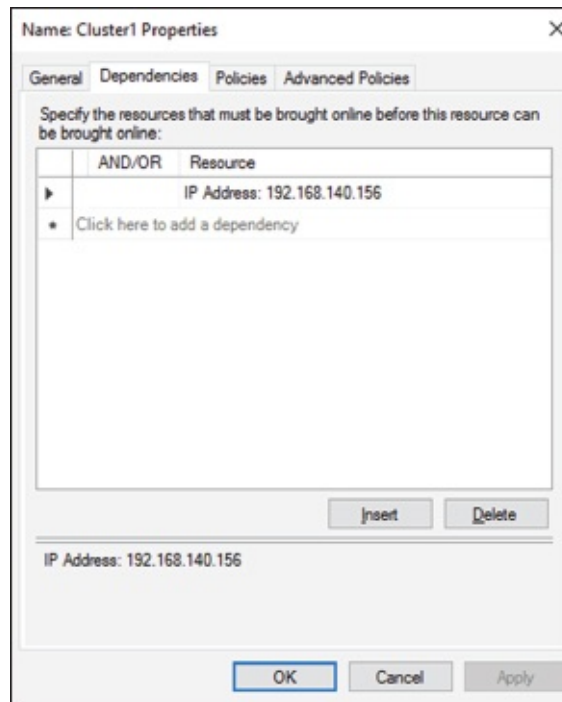 Name: Cluster1 Properties
General Dependencies Policies Advanced Policies
Specify the resources that must be brought online before this resource can
be brought online:
AND/OR Resource
IP Address: 192.168.140.156
Click here to add a dependency
Insert Delete
IP Address: 192.168.140.156
OK Cancel Apply